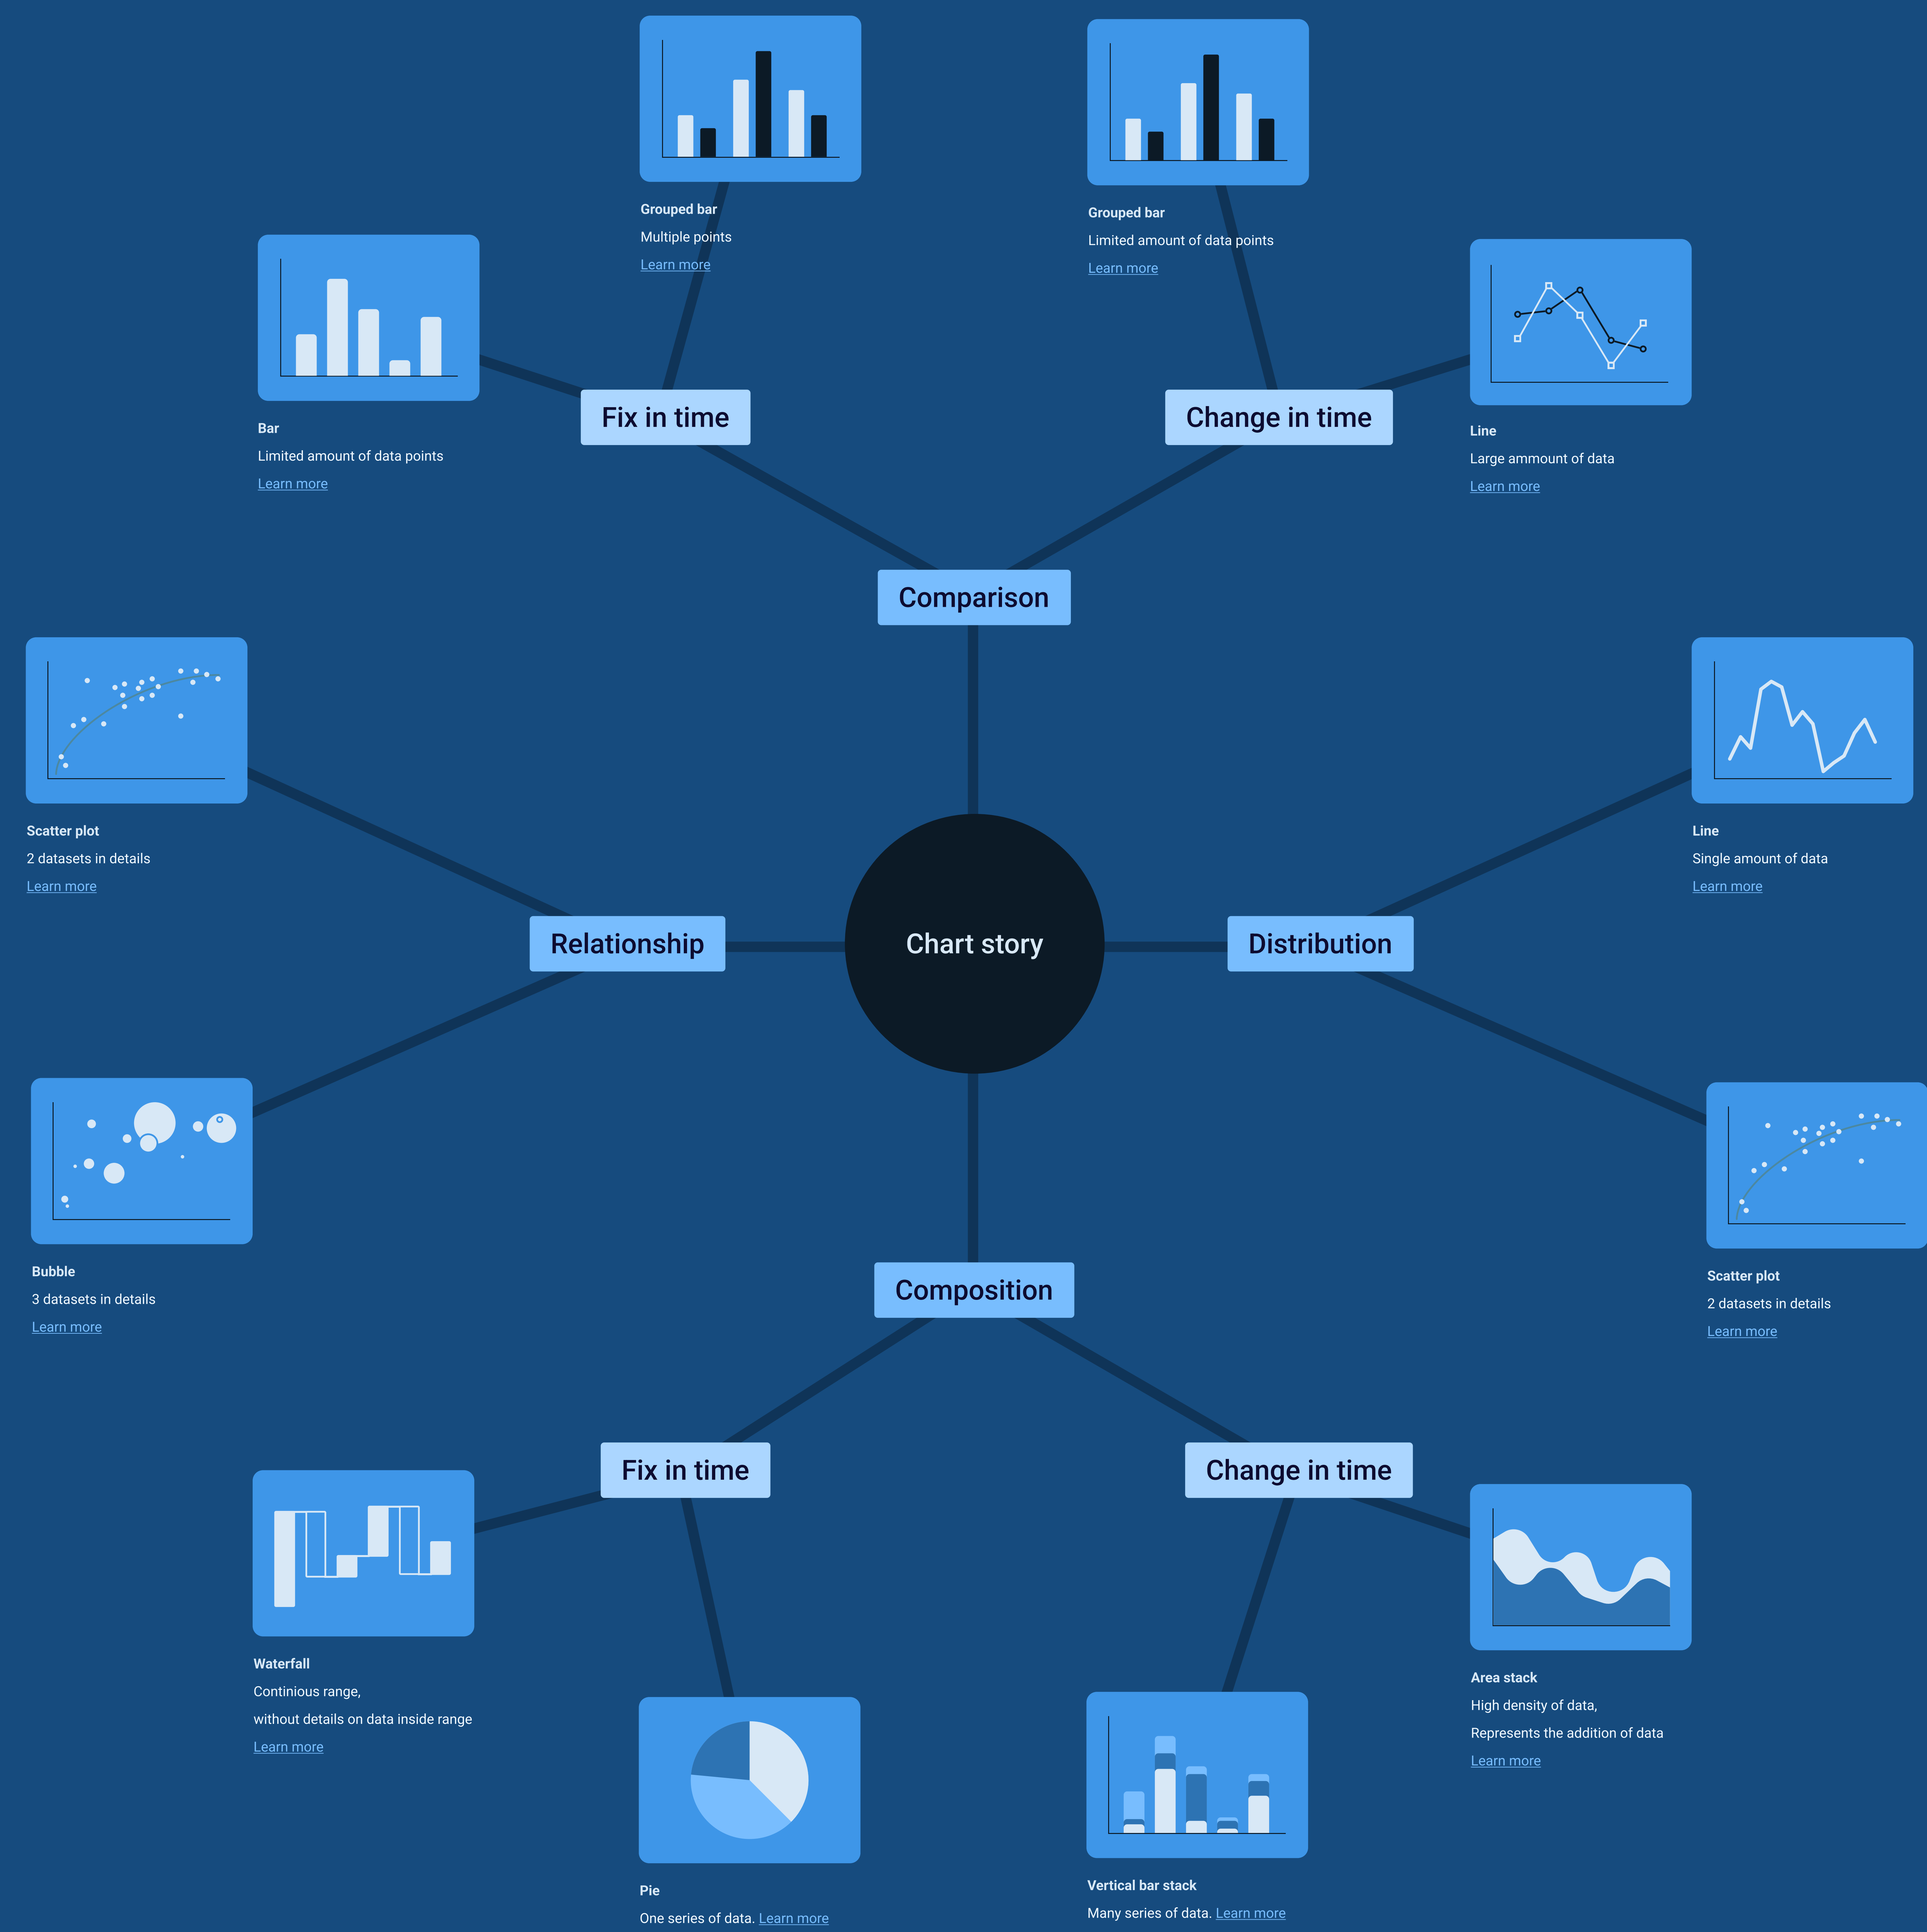 Grouped bar
Multiple points
Learn more
Grouped bar
Limited amount of data points
Learn more
Bar
Limited amount of data points
Learn more
Fix in time
Change in time
Line
Large ammount of data
Learn more
Comparison
Scatter plot
2 datasets in details
Learn more
Line
Single amount of data
Learn more
Relationship
Chart story
Distribution
Bubble
3 datasets in details
Learn more
Scatter plot
2 datasets in details
Learn more
Composition
Fix in time
Change in time
Waterfall
Continious range,
without details on data inside range
Learn more
Area stack
High density of data,
Represents the addition of data
Learn more
Pie
One series of data. Learn more
Vertical bar stack
Many series of data. Learn more